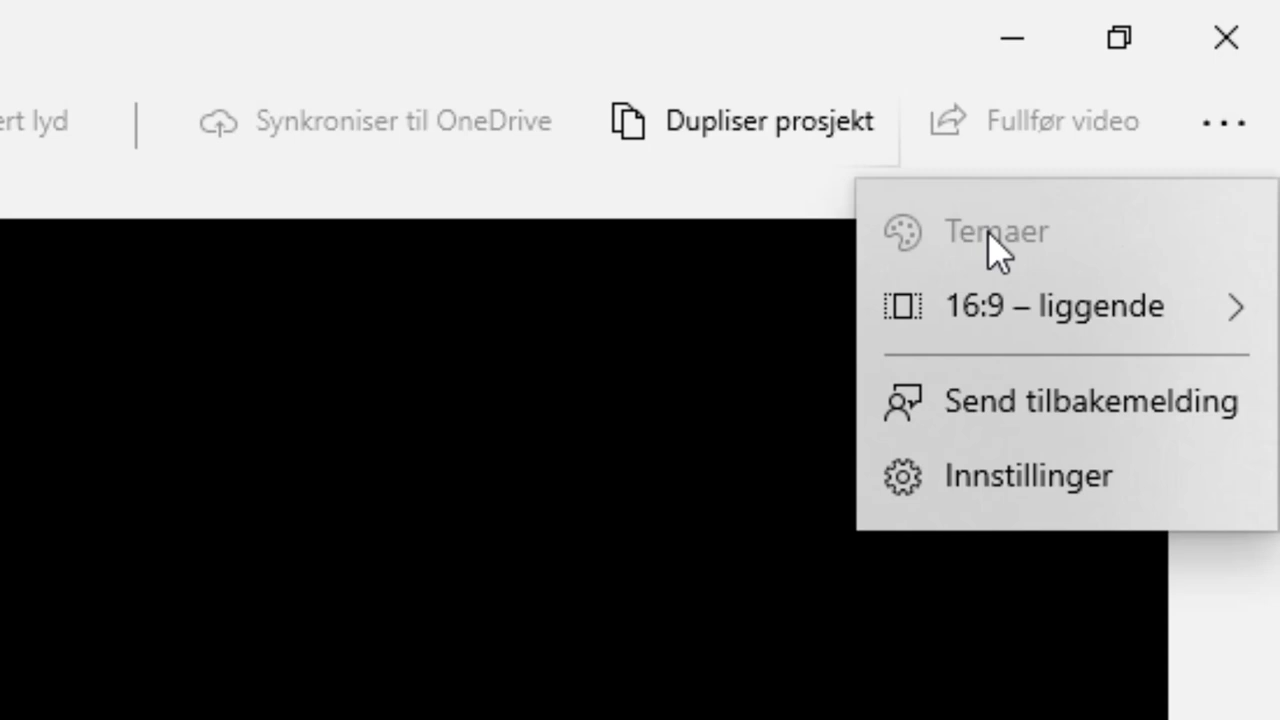 ert lyd
Synkroniser til OneDrive
Dupliser prosjekt
Fullfør video
Temaer
16:9 – liggende
Send tilbakemelding
Innstillinger